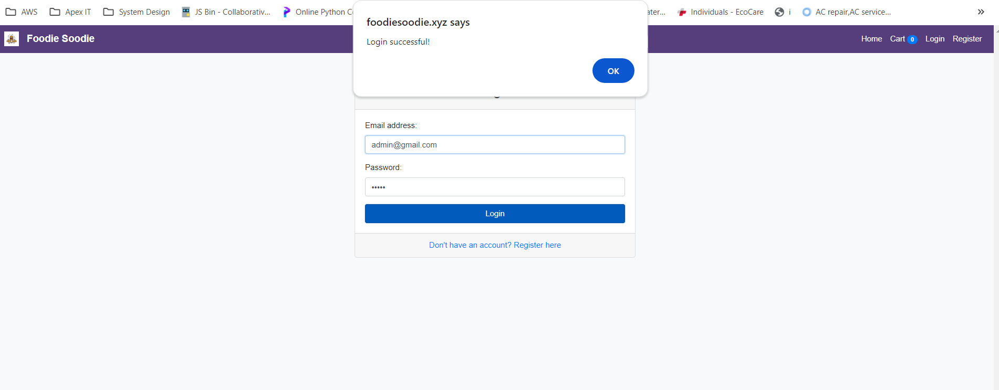 AWS Apex IT System Design JS Bin - Collaborativ... Online Python C ater... Individuals - EcoCare i AC repair,AC service... »
foodiesoodie.xyz says
Login successful!
OK
Foodie Soodie Home Cart 0 Login Register
Email address:
admin@gmail.com
Password:
•••••
Login
Don't have an account? Register here